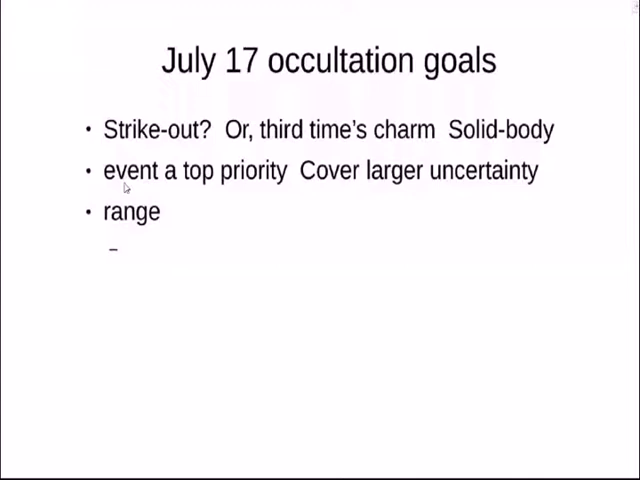 July 17 occultation goals
• Strike-out? Or, third time's charm Solid-body
• event a top priority Cover larger uncertainty
• range
–